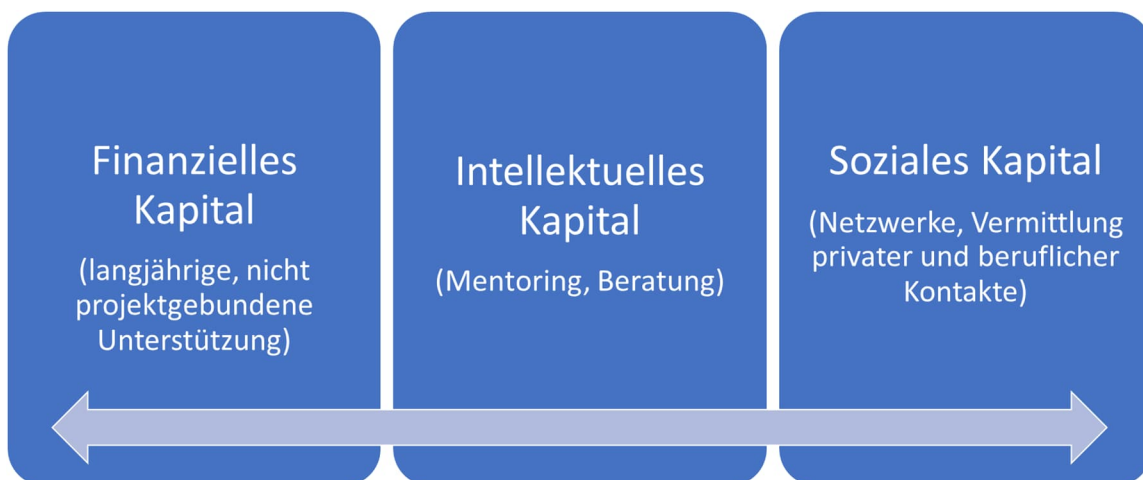 Finanzielles
Kapital
(langjährige, nicht
projektgebundene
Unterstützung)
Intellektuelles
Kapital
(Mentoring, Beratung)
Soziales Kapital
(Netzwerke, Vermittlung
privater und beruflicher
Kontakte)